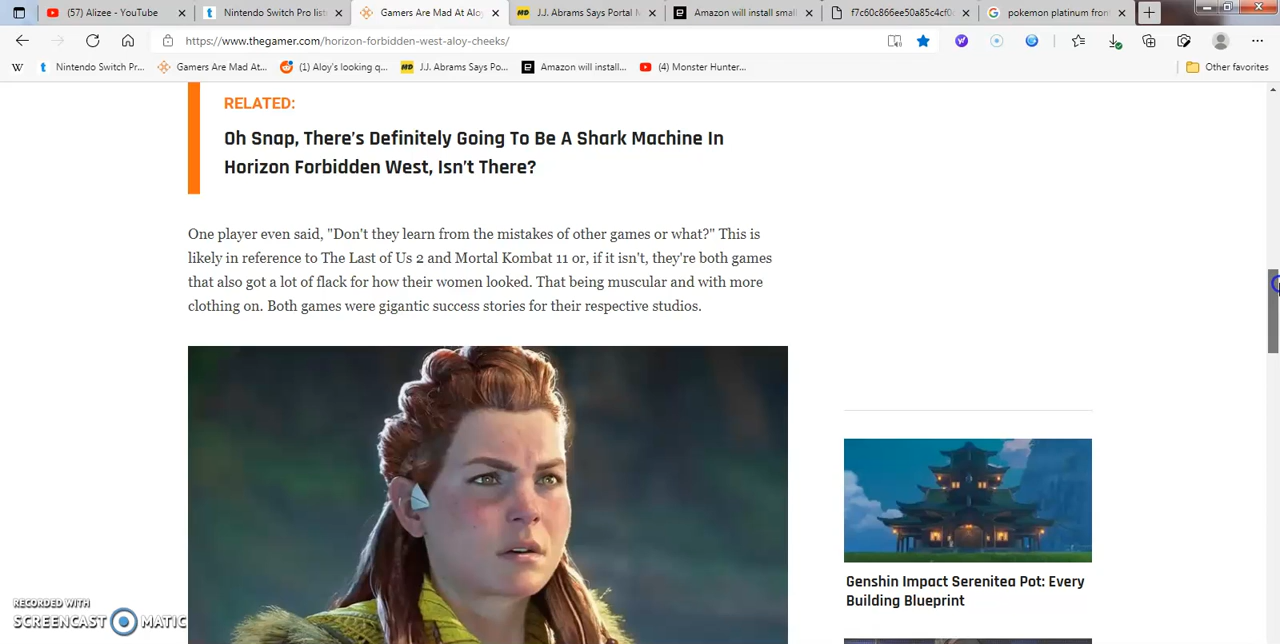 (57) Alizee - YouTube
Nintendo Switch Pro list
Gamers Are Mad At Alo
J.J. Abrams Says Portal M
Amazon will install small
f7c60c866ee50a85c4cf0
pokemon platinum fron
https://www.thegamer.com/horizon-forbidden-west-aloy-cheeks/
W
Nintendo Switch Pr...
Gamers Are Mad At...
(1) Aloy's looking q...
J.J. Abrams Says Po...
Amazon will install...
(4) Monster Hunter...
Other favorites
RELATED:
Oh Snap, There's Definitely Going To Be A Shark Machine In
Horizon Forbidden West, Isn't There?
One player even said, "Don't they learn from the mistakes of other games or what?" This is
likely in reference to The Last of Us 2 and Mortal Kombat 11 or, if it isn't, they're both games
that also got a lot of flack for how their women looked. That being muscular and with more
clothing on. Both games were gigantic success stories for their respective studios.
Genshin Impact Serenitea Pot: Every
Building Blueprint
RECORDED WITH
SCREENCAST MATIC